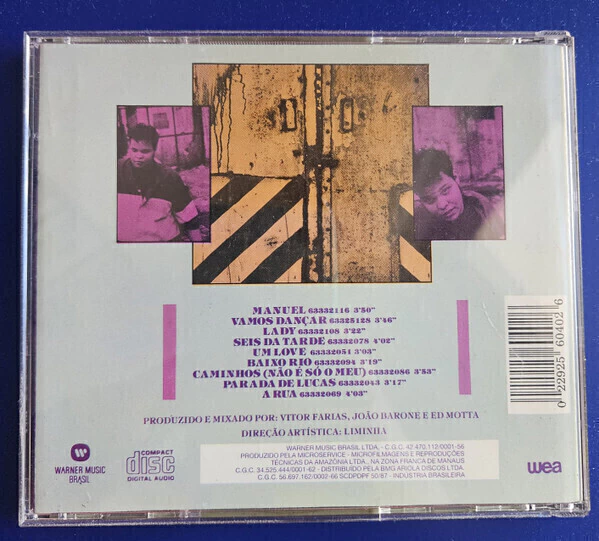 MANUEL 63332116 3'50"
VAMOS DANÇAR 63325128 3'46"
LADY 63332108 3'22"
SEIS DA TARDE 63332078 4'02"
UM LOVE 63332051 3'03"
BAIXO RIO 63332094 3'19"
CAMINHOS (NÃO É SÓ O MEU) 63332086 3'53"
PARADA DE LUCAS 63332043 3'17"
A RUA 63332069 4'03"
PRODUZIDO E MIXADO POR: VITOR FARIAS, JOÃO BARONE E ED MOTTA
DIREÇÃO ARTÍSTICA: LIMINHA
WARNER MUSIC BRASIL LTDA. - C.G.C. 42.470.112/0001-56
PRODUZIDO PELA MICROSERVICE - MICROFILMAGENS E REPRODUÇÕES
TÉCNICAS DA AMAZÔNIA LTDA., NA ZONA FRANCA DE MANAUS
C.G.C. 34.525.444/0001-62 - DISTRIBUÍDO PELA BMG ARIOLA DISCOS LTDA.
C.G.C. 56.697.162/0002-66 SCDPDPF 50/87 - INDÚSTRIA BRASILEIRA
WARNER MUSIC
BRASIL
COMPACT
disc
DIGITAL AUDIO
wea
0 22925 60402 6